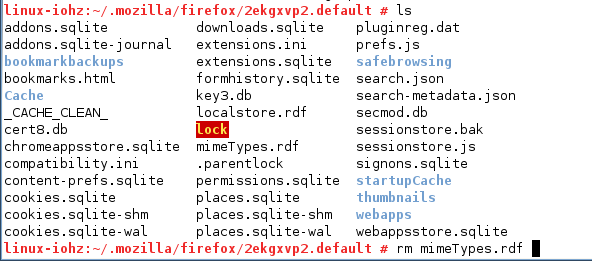 linux-iohz:~/.mozilla/firefox/2ekgxvp2.default # ls
addons.sqlite downloads.sqlite pluginreg.dat
addons.sqlite-journal extensions.ini prefs.js
bookmarkbackups extensions.sqlite safebrowsing
bookmarks.html formhistory.sqlite search.json
Cache key3.db search-metadata.json
_CACHE_CLEAN_ localstore.rdf secmod.db
cert8.db lock sessionstore.bak
chromeappsstore.sqlite mimeTypes.rdf sessionstore.js
compatibility.ini .parentlock signons.sqlite
content-prefs.sqlite permissions.sqlite startupCache
cookies.sqlite places.sqlite thumbnails
cookies.sqlite-shm places.sqlite-shm webapps
cookies.sqlite-wal places.sqlite-wal webappsstore.sqlite
linux-iohz:~/.mozilla/firefox/2ekgxvp2.default # rm mimeTypes.rdf